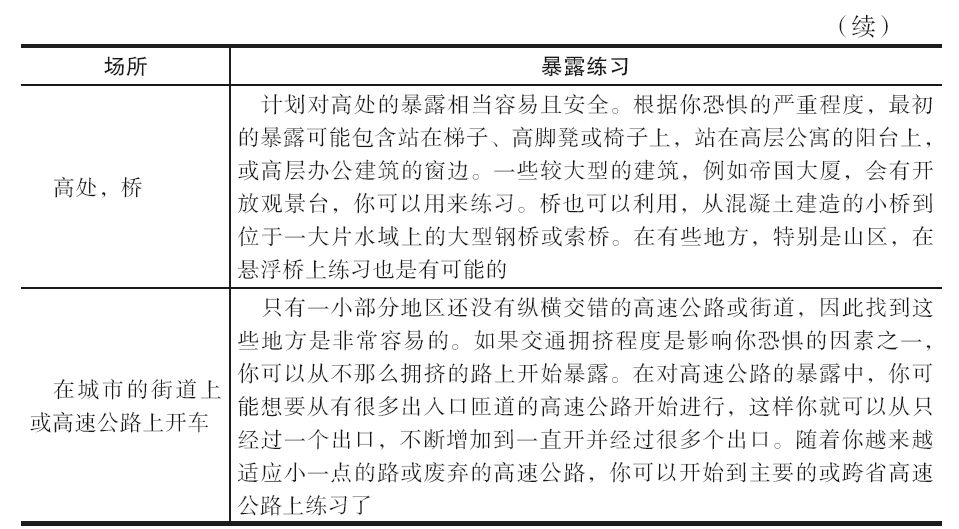 （续）
场所
暴露练习
高处，桥
计划对高处的暴露相当容易且安全。根据你恐惧的严重程度，最初
的暴露可能包含站在梯子、高脚凳或椅子上，站在高层公寓的阳台上，
或高层办公建筑的窗边。一些较大型的建筑，例如帝国大厦，会有开
放观景台，你可以用来练习。桥也可以利用，从混凝土建造的小桥到
位于一大片水域上的大型钢桥或索桥。在有些地方，特别是山区，在
悬浮桥上练习也是有可能的
在城市的街道上
或高速公路上开车
只有一小部分地区还没有纵横交错的高速公路或街道，因此找到这
些地方是非常容易的。如果交通拥挤程度是影响你恐惧的因素之一，
你可以从不那么拥挤的路上开始暴露。在对高速公路的暴露中，你可
能想要从有很多出入口匝道的高速公路开始进行，这样你就可以从只
经过一个出口，不断增加到一直开并经过很多个出口。随着你越来越
适应小一点的路或废弃的高速公路，你可以开始到主要的或跨省高速
公路上练习了